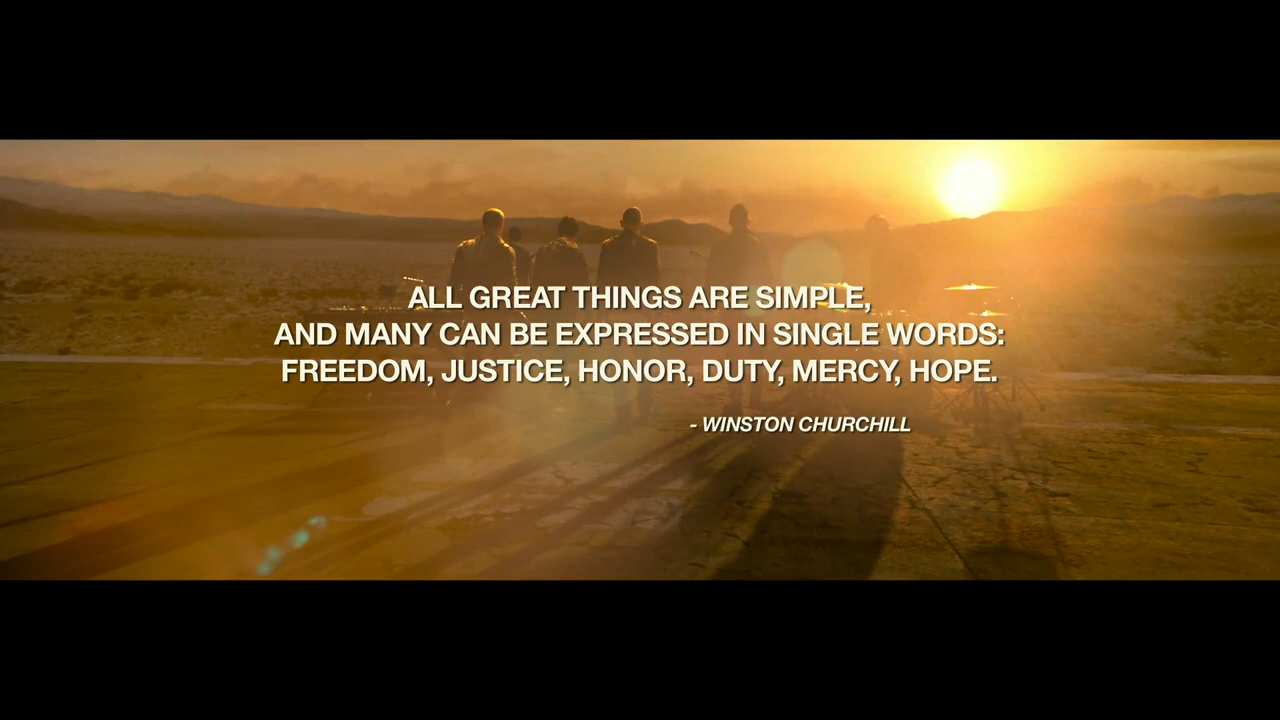 ALL GREAT THINGS ARE SIMPLE,
AND MANY CAN BE EXPRESSED IN SINGLE WORDS:
FREEDOM, JUSTICE, HONOR, DUTY, MERCY, HOPE.
- WINSTON CHURCHILL